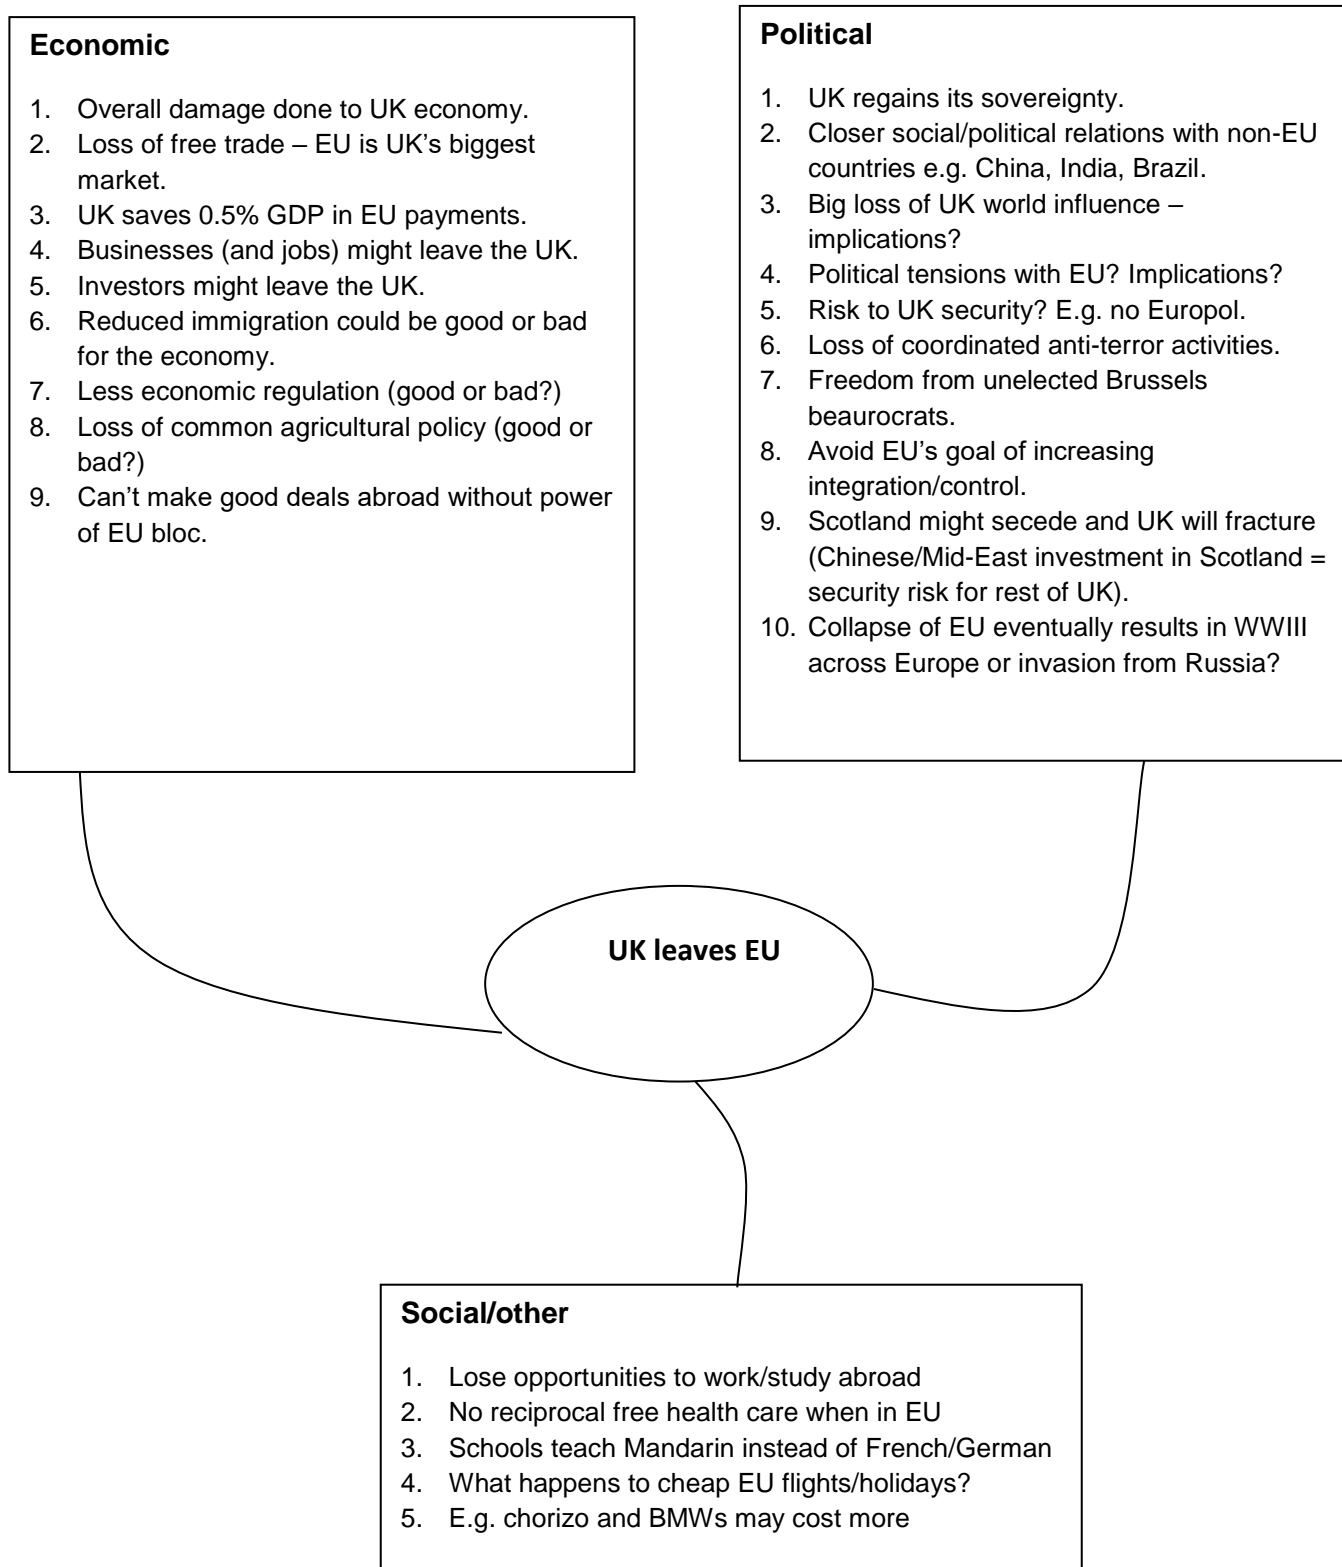 Economic
1. Overall damage done to UK economy.
2. Loss of free trade – EU is UK’s biggest
market.
3. UK saves 0.5% GDP in EU payments.
4. Businesses (and jobs) might leave the UK.
5. Investors might leave the UK.
6. Reduced immigration could be good or bad
for the economy.
7. Less economic regulation (good or bad?)
8. Loss of common agricultural policy (good or
bad?)
9. Can’t make good deals abroad without power
of EU bloc.
Political
1. UK regains its sovereignty.
2. Closer social/political relations with non-EU
countries e.g. China, India, Brazil.
3. Big loss of UK world influence –
implications?
4. Political tensions with EU? Implications?
5. Risk to UK security? E.g. no Europol.
6. Loss of coordinated anti-terror activities.
7. Freedom from unelected Brussels
beaurocrats.
8. Avoid EU’s goal of increasing
integration/control.
9. Scotland might secede and UK will fracture
(Chinese/Mid-East investment in Scotland =
security risk for rest of UK).
10. Collapse of EU eventually results in WWIII
across Europe or invasion from Russia?
UK leaves EU
Social/other
1. Lose opportunities to work/study abroad
2. No reciprocal free health care when in EU
3. Schools teach Mandarin instead of French/German
4. What happens to cheap EU flights/holidays?
5. E.g. chorizo and BMWs may cost more